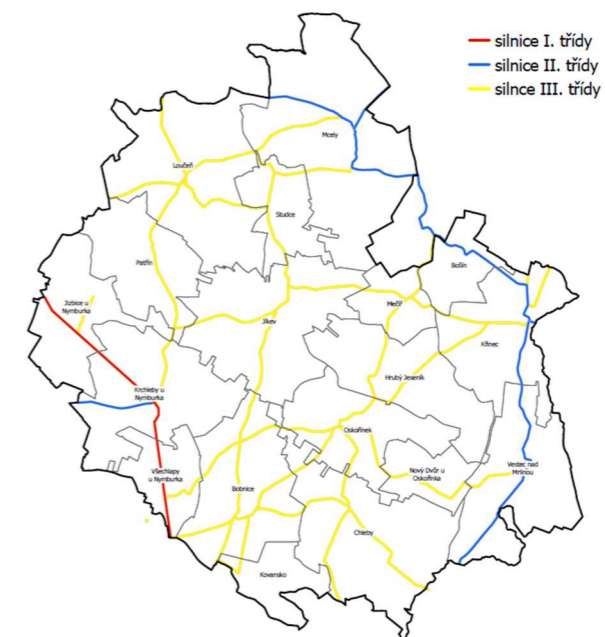 silnice I. třídy
silnice II. třídy
silnce III. třídy
Mcely
Loučeň
Studce
Patřín
Bošín
Jizbice u
Nymburka
Mečíř
Jíkev
Křinec
Hrubý Jeseník
Krchleby u
Nymburka
Oskořínek
Všechlapy
u Nymburka
Nový Dvůr u
Oskořínka
Vestec nad
Mrlinou
Bobnice
Chleby
Kovansko